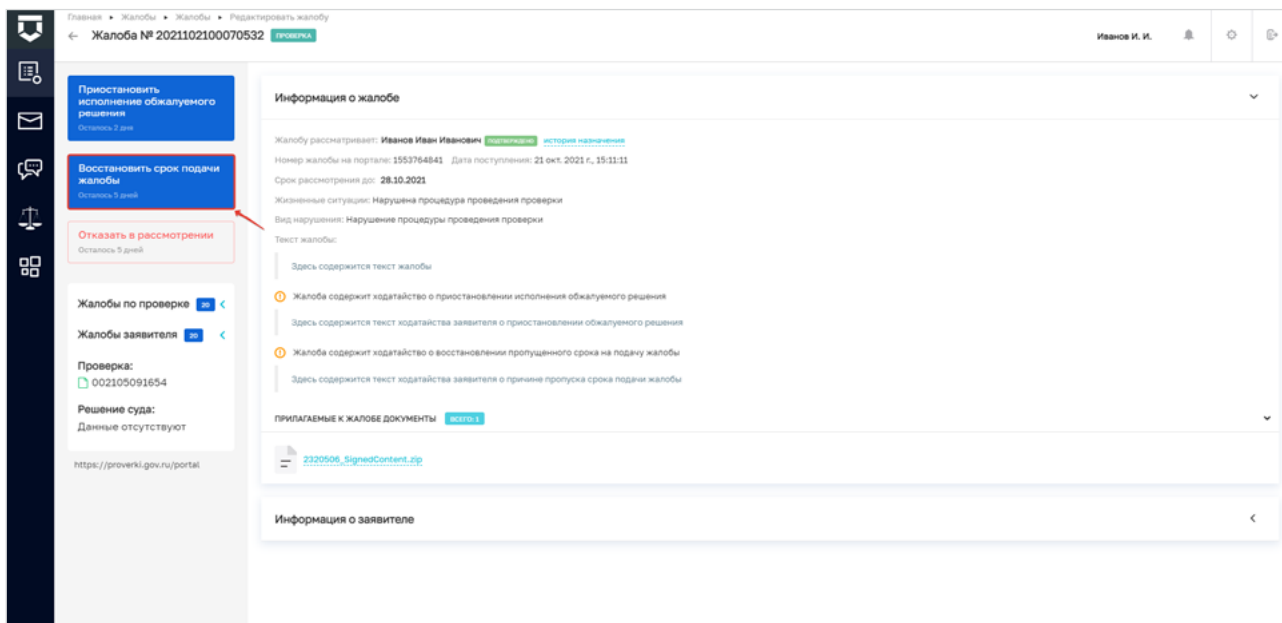 Главная ▸ Жалобы ▸ Жалобы ▸ Редактировать жалобу
← Жалоба № 2021102100070532 ПРОВЕРКА
Иванов И. И.
Приостановить
исполнение обжалуемого
решения
Осталось 2 дня
Восстановить срок подачи
жалобы
Осталось 5 дней
Отказать в рассмотрении
Осталось 5 дней
Жалобы по проверке 20
Жалобы заявителя 20
Проверка:
002105091654
Решение суда:
Данные отсутствуют
https://proverki.gov.ru/portal
Информация о жалобе
Жалобу рассматривает: Иванов Иван Иванович ПОДТВЕРЖДЕНО история назначения
Номер жалобы на портале: 1553764841 Дата поступления: 21 окт. 2021 г., 15:11:11
Срок рассмотрения до: 28.10.2021
Жизненные ситуации: Нарушена процедура проведения проверки
Вид нарушения: Нарушение процедуры проведения проверки
Текст жалобы:
Здесь содержится текст жалобы
Жалоба содержит ходатайство о приостановлении исполнения обжалуемого решения
Здесь содержится текст ходатайства заявителя о приостановлении обжалуемого решения
Жалоба содержит ходатайство о восстановлении пропущенного срока на подачу жалобы
Здесь содержится текст ходатайства заявителя о причине пропуска срока подачи жалобы
ПРИЛАГАЕМЫЕ К ЖАЛОБЕ ДОКУМЕНТЫ ВСЕГО: 1
2320506_SignedContent.zip
Информация о заявителе